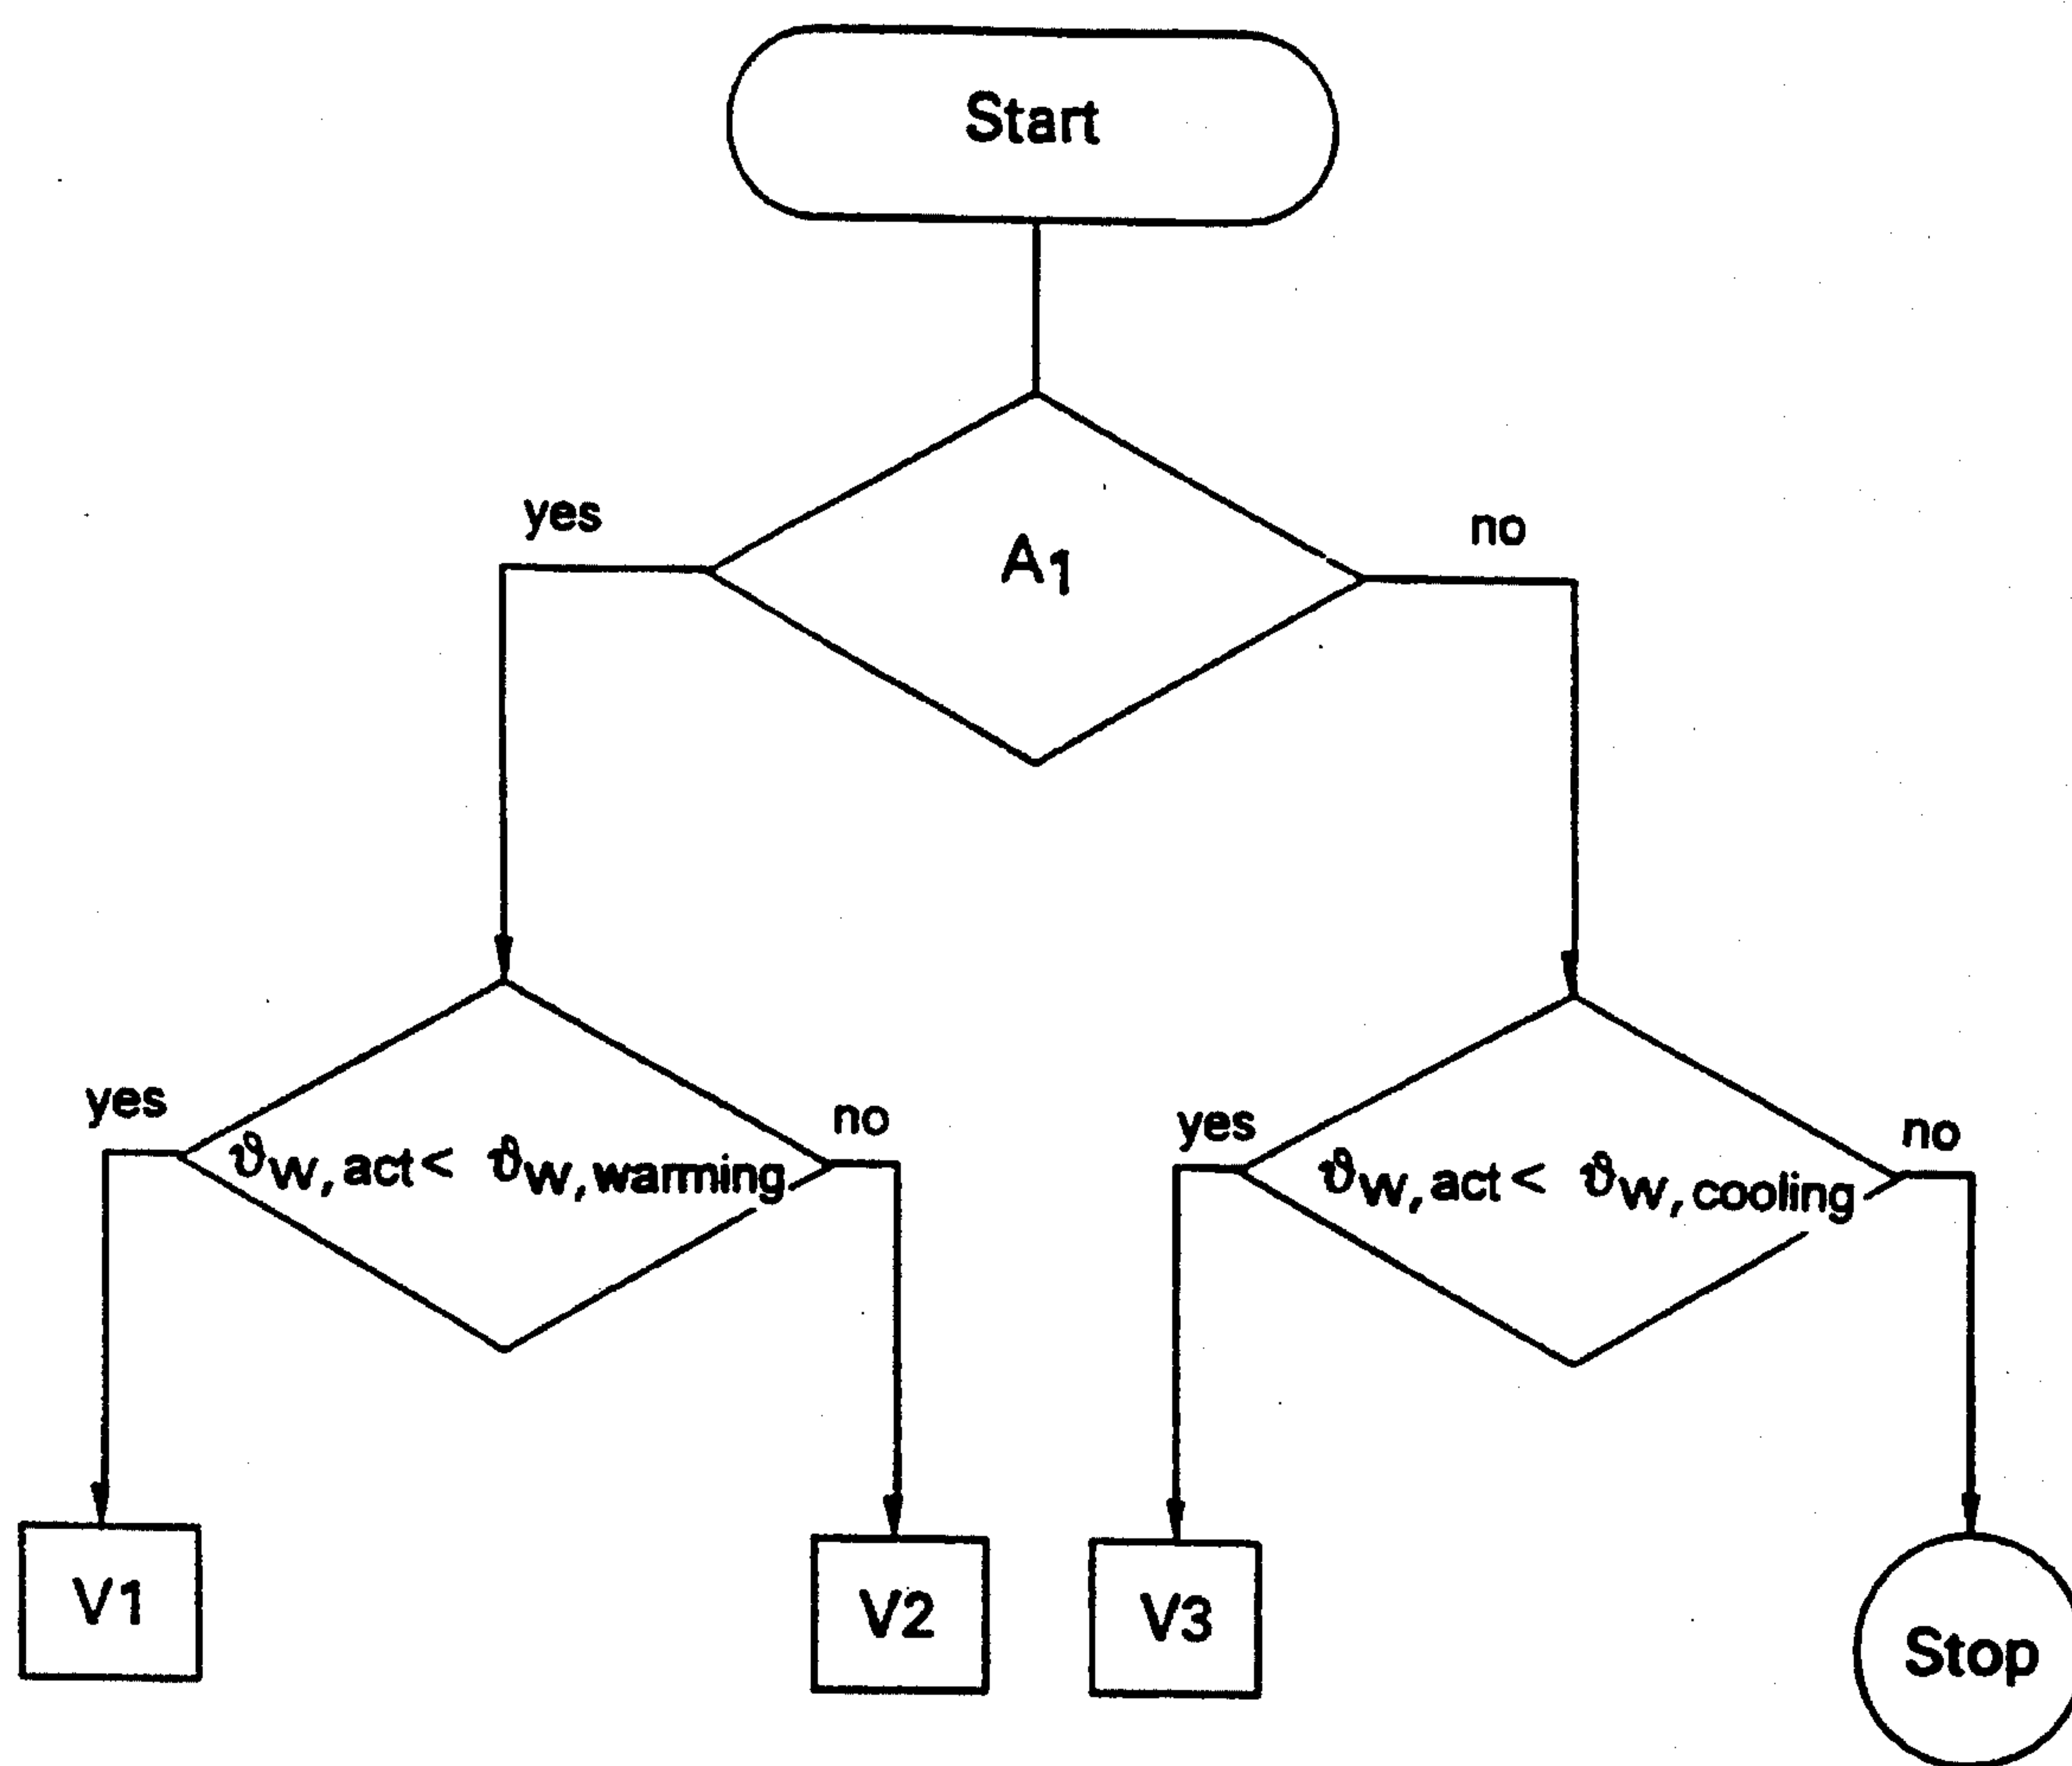 Start
yes
A1
no
yes
ϑw, act < ϑw, warming
no
yes
ϑw, act < ϑw, cooling
no
V1
V2
V3
Stop